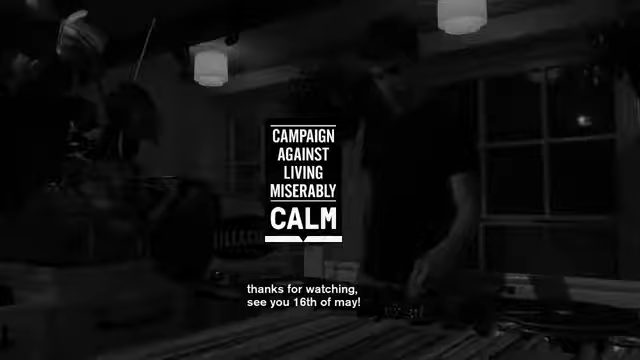 CAMPAIGN
AGAINST
LIVING
MISERABLY
CALM
thanks for watching,
see you 16th of may!